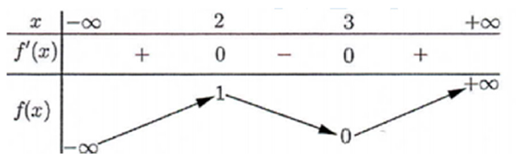 x −∞ 2 3 +∞
f'(x) + 0 − 0 +
f(x) −∞ 1 0 +∞